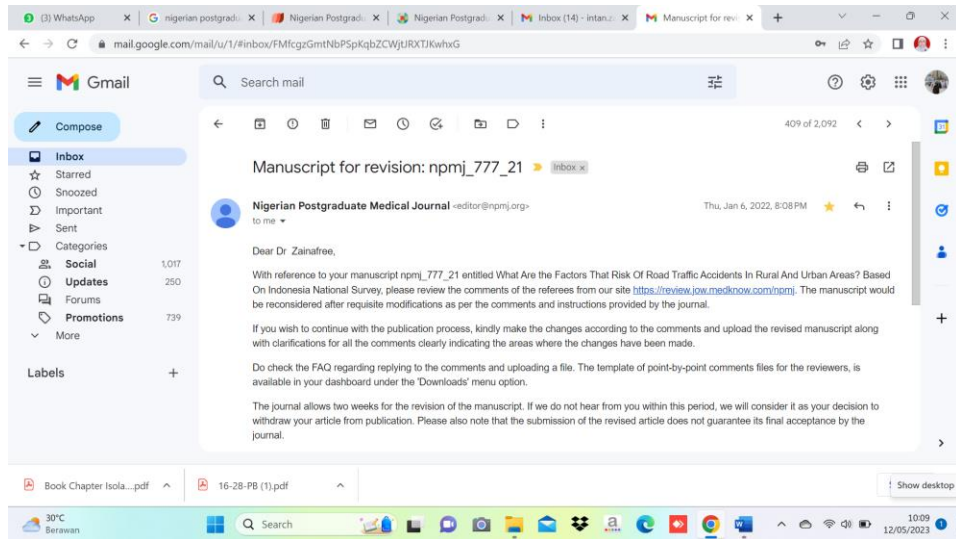 (3) WhatsApp
nigerian postgradu
Nigerian Postgradu
Nigerian Postgradu
Inbox (14) - intan.z
Manuscript for revi
mail.google.com/mail/u/1/#inbox/FMfcgzGmtNbPSpKqbZCWjtJRXTJKwhxG
Gmail
Search mail
Compose
409 of 2,092
Inbox
Starred
Snoozed
Important
Sent
Categories
Social 1,017
Updates 250
Forums
Promotions 739
More
Labels
Manuscript for revision: npmj_777_21 Inbox x
Nigerian Postgraduate Medical Journal <editor@npmj.org> Thu, Jan 6, 2022, 8:08 PM
to me
Dear Dr Zainafree,
With reference to your manuscript npmj_777_21 entitled What Are the Factors That Risk Of Road Traffic Accidents In Rural And Urban Areas? Based
On Indonesia National Survey, please review the comments of the referees from our site https://review.jow.medknow.com/npmj. The manuscript would
be reconsidered after requisite modifications as per the comments and instructions provided by the journal.
If you wish to continue with the publication process, kindly make the changes according to the comments and upload the revised manuscript along
with clarifications for all the comments clearly indicating the areas where the changes have been made.
Do check the FAQ regarding replying to the comments and uploading a file. The template of point-by-point comments files for the reviewers, is
available in your dashboard under the 'Downloads' menu option.
The journal allows two weeks for the revision of the manuscript. If we do not hear from you within this period, we will consider it as your decision to
withdraw your article from publication. Please also note that the submission of the revised article does not guarantee its final acceptance by the
journal.
Book Chapter Isola....pdf
16-28-PB (1).pdf
Show desktop
30°C
Berawan
Search
10:09
12/05/2023